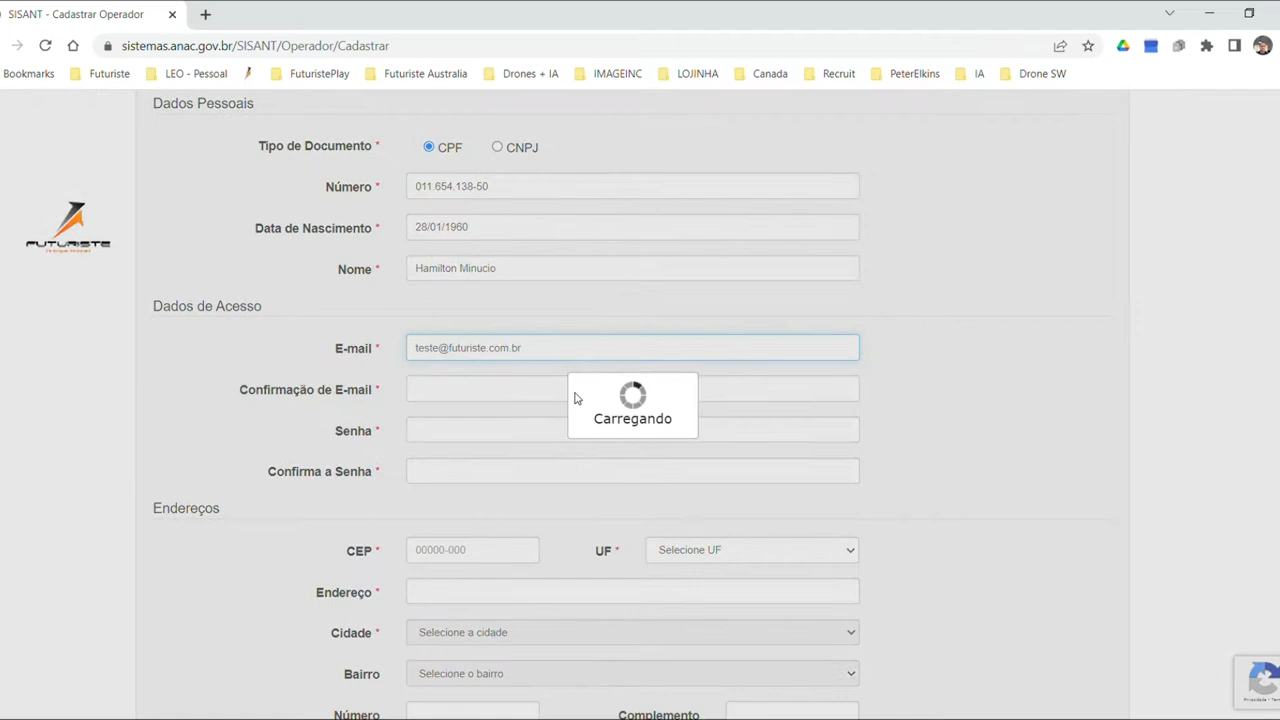 SISANT - Cadastrar Operador
sistemas.anac.gov.br/SISANT/Operador/Cadastrar
Bookmarks Futuriste LEO - Pessoal FuturistePlay Futuriste Australia Drones + IA IMAGEINC LOJINHA Canada Recruit PeterElkins IA Drone SW
Dados Pessoais
Tipo de Documento * CPF CNPJ
Número * 011.654.138-50
Data de Nascimento * 28/01/1960
Nome * Hamilton Minucio
FUTURISTE
Dados de Acesso
E-mail * teste@futuriste.com.br
Confirmação de E-mail *
Carregando
Senha *
Confirma a Senha *
Endereços
CEP * 00000-000 UF * Selecione UF
Endereço *
Cidade * Selecione a cidade
Bairro Selecione o bairro
Número Complemento